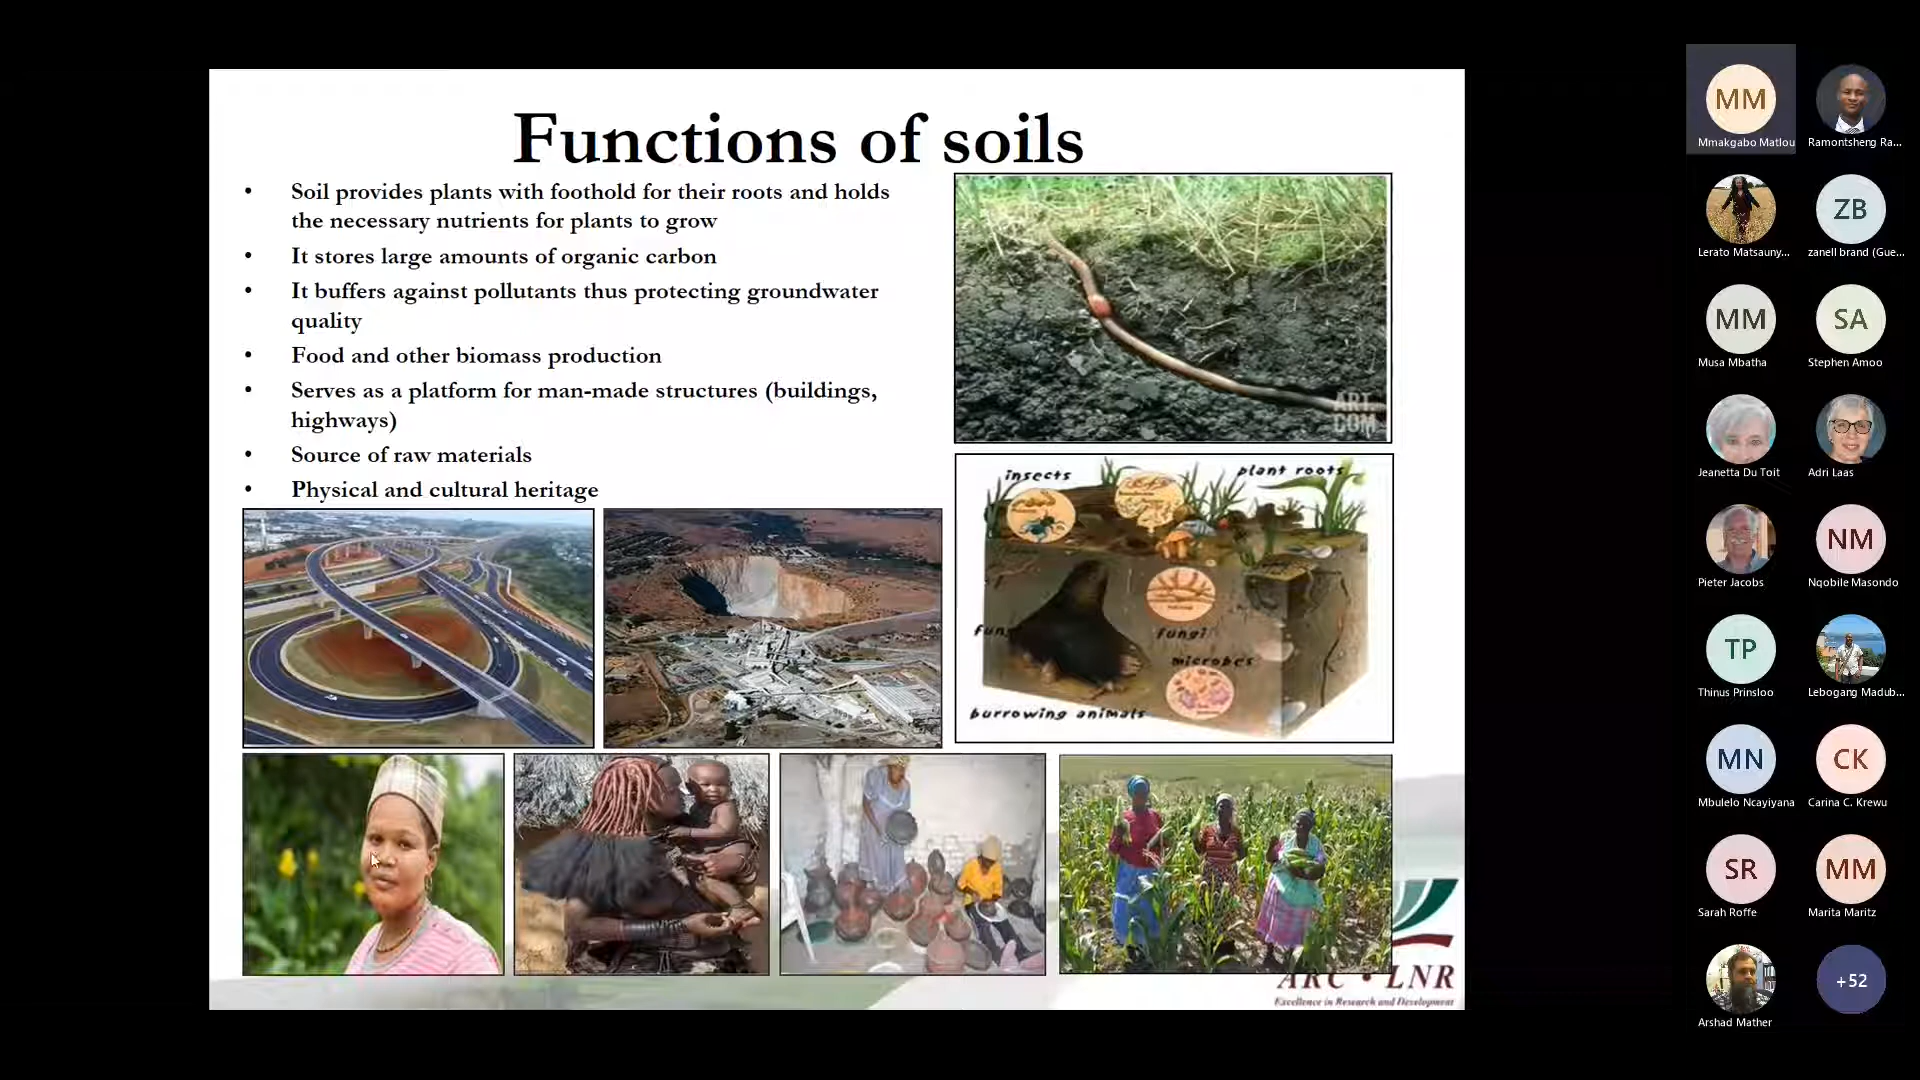 Functions of soils
• Soil provides plants with foothold for their roots and holds
the necessary nutrients for plants to grow
• It stores large amounts of organic carbon
• It buffers against pollutants thus protecting groundwater
quality
• Food and other biomass production
• Serves as a platform for man-made structures (buildings,
highways)
• Source of raw materials
• Physical and cultural heritage
ART.
COM
insects
plant roots
fun
fungi
microbes
burrowing animals
ARC • LNR
Excellence in Research and Development
MM
Mmakgabo Matlou
Ramontsheng Ra...
Lerato Matsauny...
ZB
zanell brand (Gue...
MM
Musa Mbatha
SA
Stephen Amoo
Jeanetta Du Toit
Adri Laas
Pieter Jacobs
NM
Nqobile Masondo
TP
Thinus Prinsloo
Lebogang Madub...
MN
Mbulelo Ncayiyana
CK
Carina C. Krewu
SR
Sarah Roffe
MM
Marita Maritz
Arshad Mather
+52